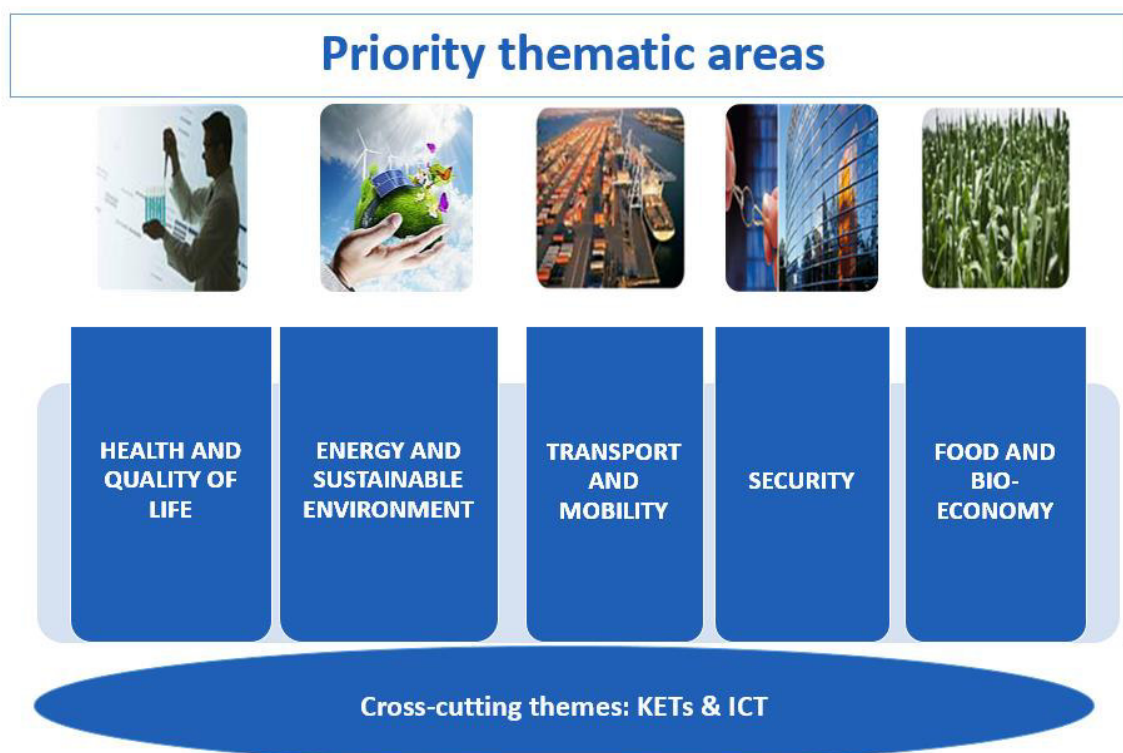 Priority thematic areas
HEALTH AND
QUALITY OF
LIFE
ENERGY AND
SUSTAINABLE
ENVIRONMENT
TRANSPORT
AND
MOBILITY
SECURITY
FOOD AND
BIO-
ECONOMY
Cross-cutting themes: KETs & ICT